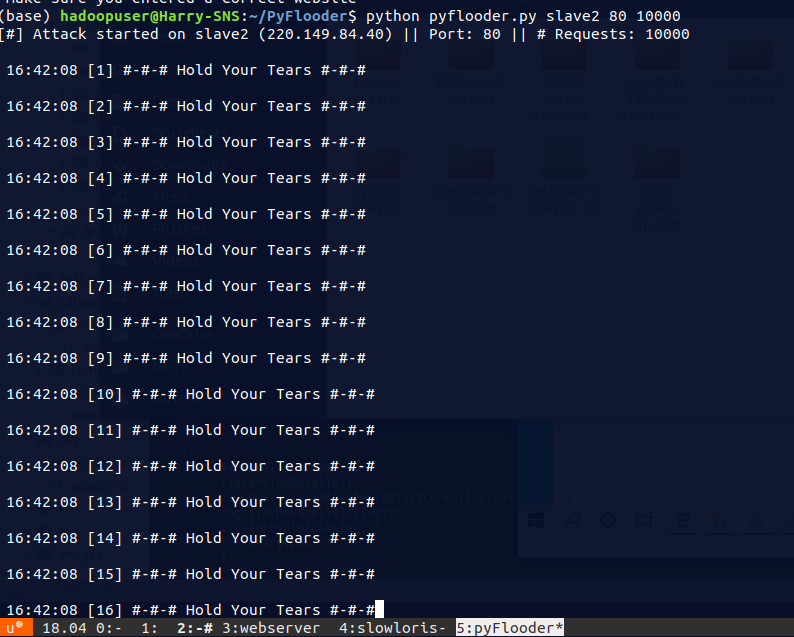 Make sure you entered a correct website
(base) hadoopuser@Harry-SNS:~/PyFlooder$ python pyflooder.py slave2 80 10000
[#] Attack started on slave2 (220.149.84.40) || Port: 80 || # Requests: 10000
16:42:08 [1] #-#-# Hold Your Tears #-#-#
16:42:08 [2] #-#-# Hold Your Tears #-#-#
16:42:08 [3] #-#-# Hold Your Tears #-#-#
16:42:08 [4] #-#-# Hold Your Tears #-#-#
16:42:08 [5] #-#-# Hold Your Tears #-#-#
16:42:08 [6] #-#-# Hold Your Tears #-#-#
16:42:08 [7] #-#-# Hold Your Tears #-#-#
16:42:08 [8] #-#-# Hold Your Tears #-#-#
16:42:08 [9] #-#-# Hold Your Tears #-#-#
16:42:08 [10] #-#-# Hold Your Tears #-#-#
16:42:08 [11] #-#-# Hold Your Tears #-#-#
16:42:08 [12] #-#-# Hold Your Tears #-#-#
16:42:08 [13] #-#-# Hold Your Tears #-#-#
16:42:08 [14] #-#-# Hold Your Tears #-#-#
16:42:08 [15] #-#-# Hold Your Tears #-#-#
16:42:08 [16] #-#-# Hold Your Tears #-#-#
u® 18.04 0:- 1: 2:-# 3:webserver 4:slowloris- 5:pyFlooder*